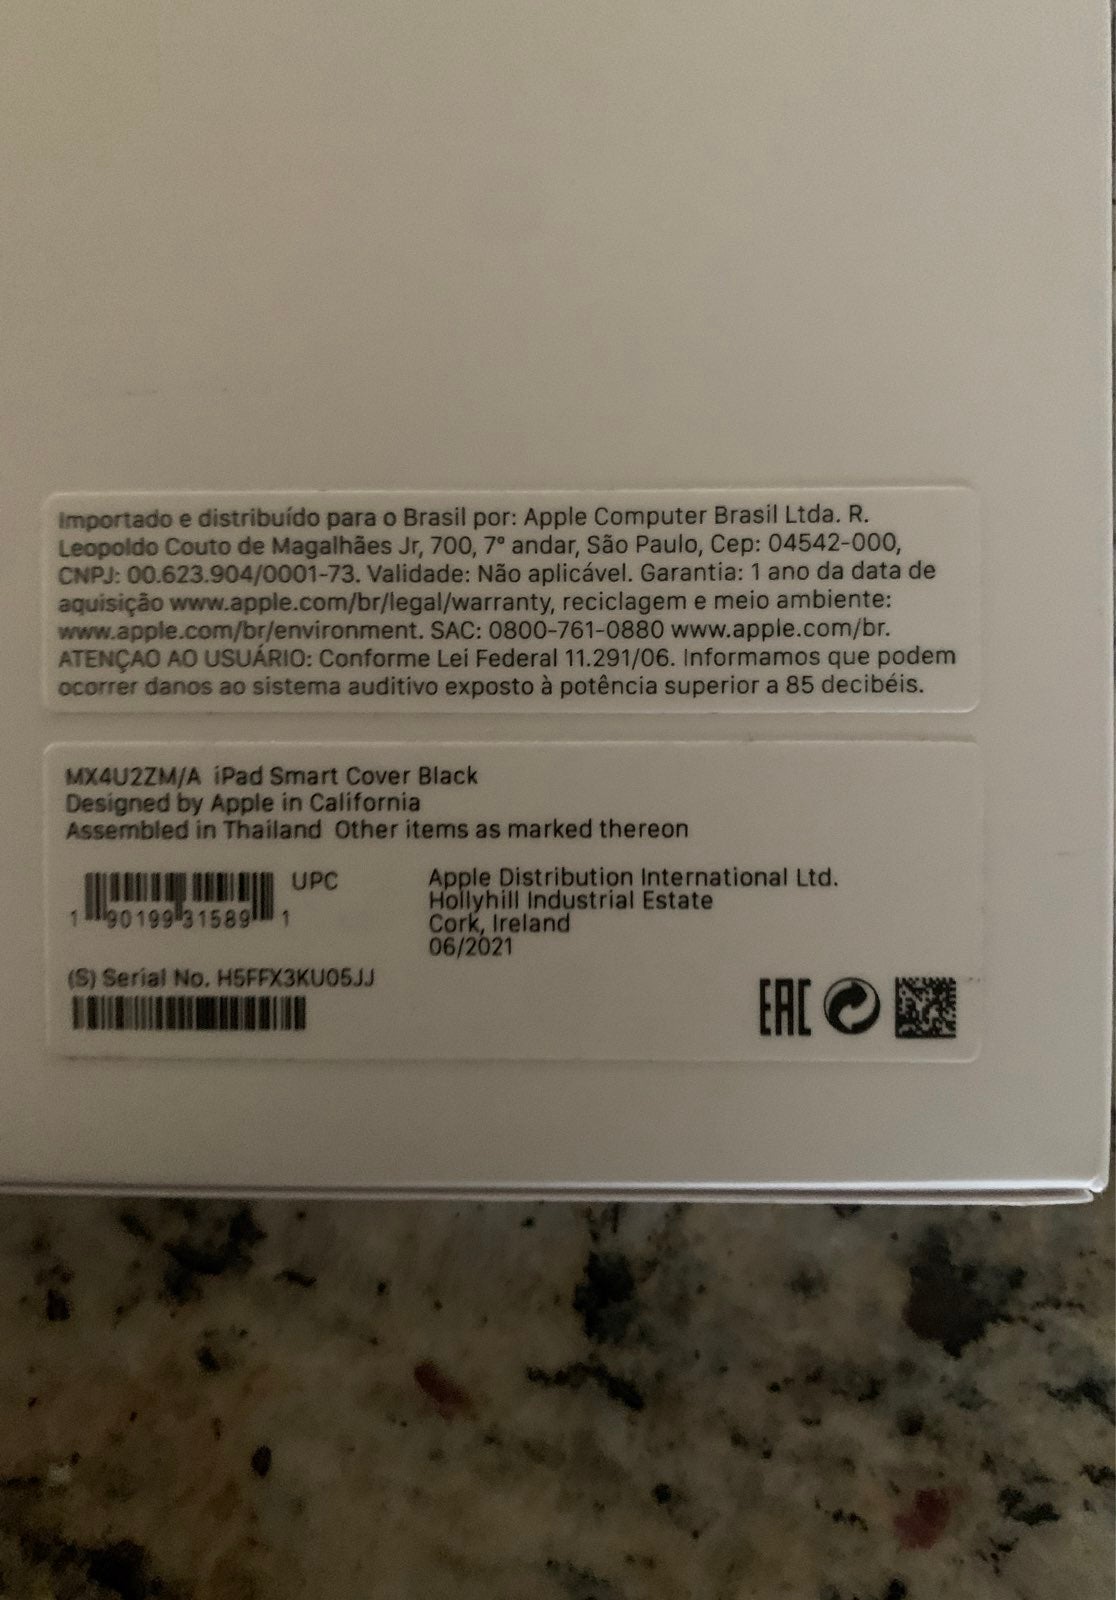 Importado e distribuído para o Brasil por: Apple Computer Brasil Ltda. R.
Leopoldo Couto de Magalhães Jr, 700, 7º andar, São Paulo, Cep: 04542-000,
CNPJ: 00.623.904/0001-73. Validade: Não aplicável. Garantia: 1 ano da data de
aquisição www.apple.com/br/legal/warranty, reciclagem e meio ambiente:
www.apple.com/br/environment. SAC: 0800-761-0880 www.apple.com/br.
ATENÇAO AO USUÁRIO: Conforme Lei Federal 11.291/06. Informamos que podem
ocorrer danos ao sistema auditivo exposto à potência superior a 85 decibéis.
MX4U2ZM/A iPad Smart Cover Black
Designed by Apple in California
Assembled in Thailand Other items as marked thereon
UPC
1 90199 31589 1
Apple Distribution International Ltd.
Hollyhill Industrial Estate
Cork, Ireland
06/2021
(S) Serial No. H5FFX3KU05JJ
EAC